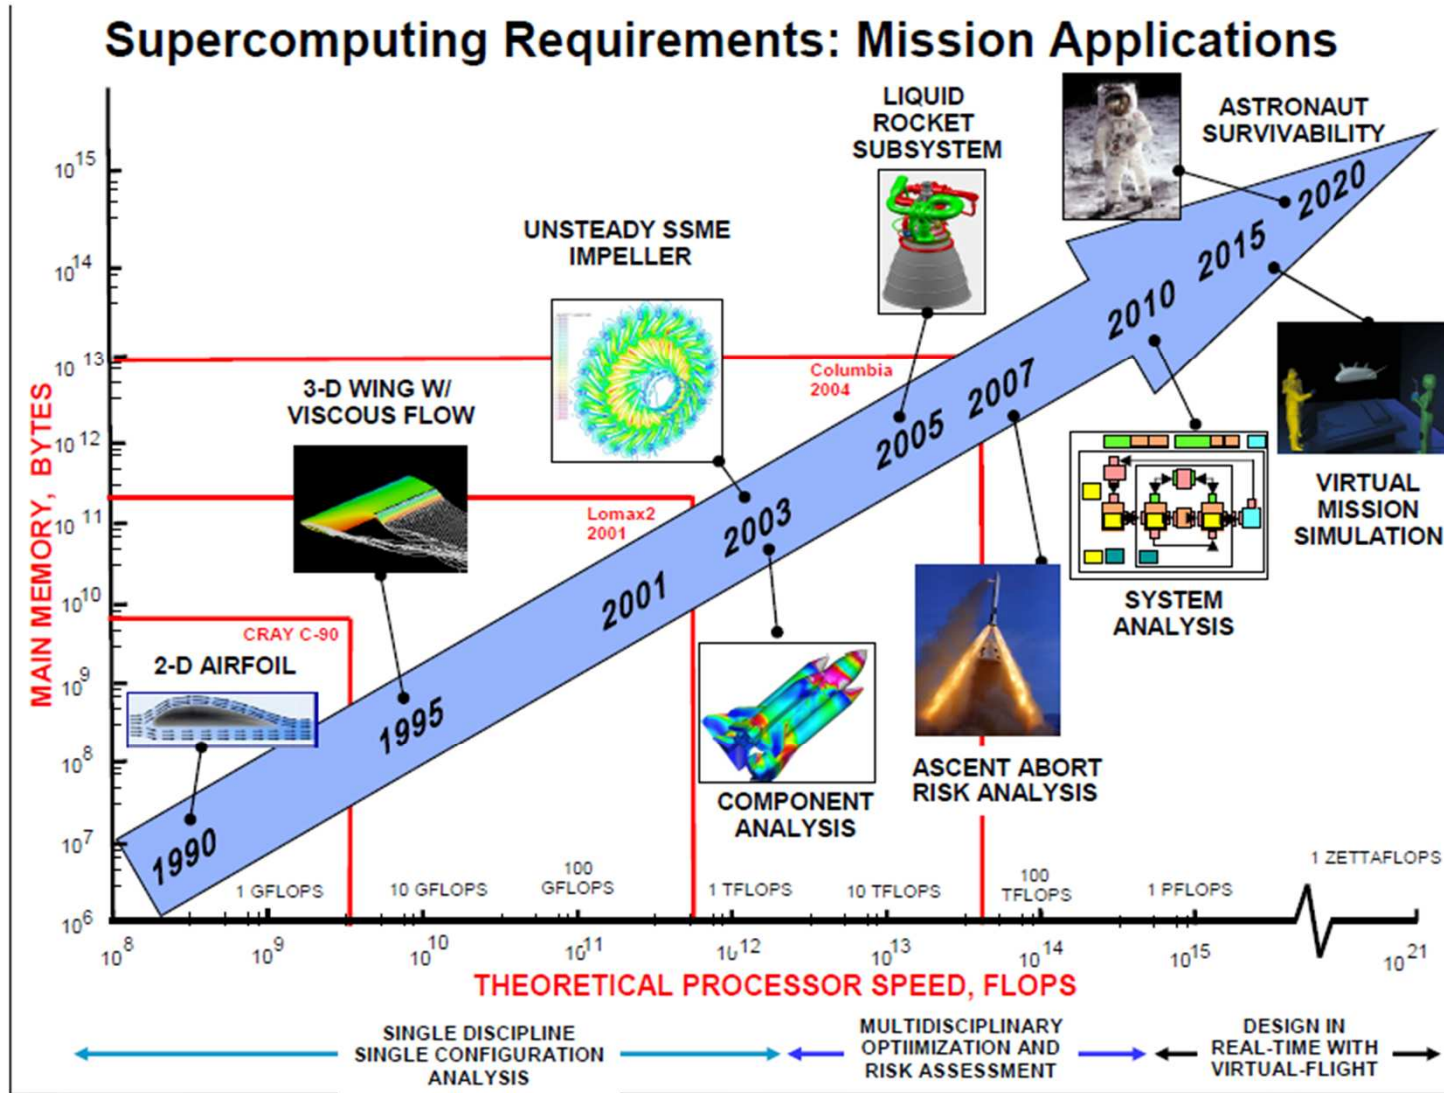 Supercomputing Requirements: Mission Applications
LIQUID
ROCKET
SUBSYSTEM
ASTRONAUT
SURVIVABILITY
UNSTEADY SSME
IMPELLER
3-D WING W/
VISCOUS FLOW
2-D AIRFOIL
CRAY C-90
Lomax2
2001
Columbia
2004
1990
1995
2001
2003
2005
2007
2010
2015
2020
COMPONENT
ANALYSIS
ASCENT ABORT
RISK ANALYSIS
SYSTEM
ANALYSIS
VIRTUAL
MISSION
SIMULATION
MAIN MEMORY, BYTES
10^15
10^14
10^13
10^12
10^11
10^10
10^9
10^8
10^7
10^6
1 GFLOPS
10 GFLOPS
100
GFLOPS
1 TFLOPS
10 TFLOPS
100
TFLOPS
1 PFLOPS
1 ZETTAFLOPS
10^8
10^9
10^10
10^11
10^12
10^13
10^14
10^15
10^21
THEORETICAL PROCESSOR SPEED, FLOPS
SINGLE DISCIPLINE
SINGLE CONFIGURATION
ANALYSIS
MULTIDISCIPLINARY
OPTIIMIZATION AND
RISK ASSESSMENT
DESIGN IN
REAL-TIME WITH
VIRTUAL-FLIGHT